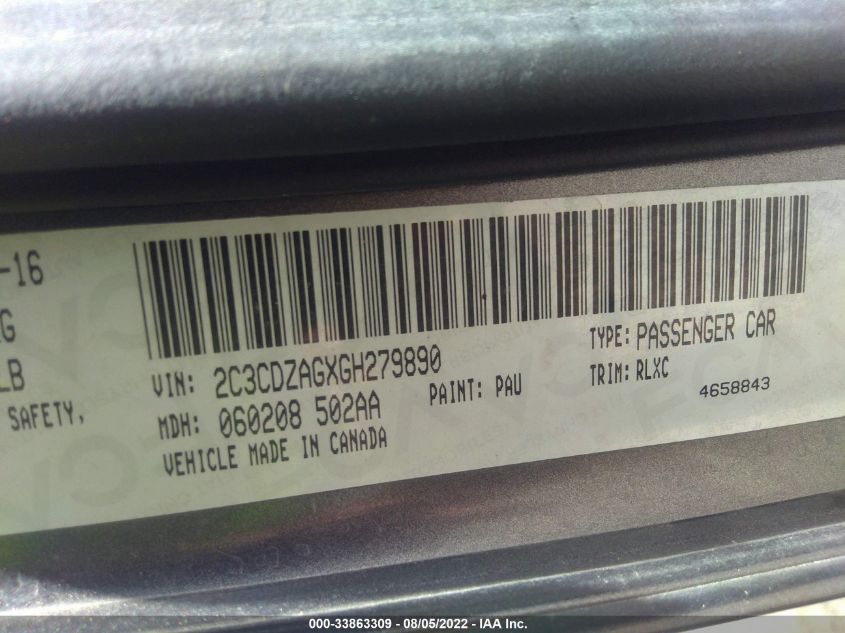 -16
G
LB
SAFETY,
VIN: 2C3CDZAGXGH279890
TYPE: PASSENGER CAR
MDH: 060208 502AA
PAINT: PAU
TRIM: RLXC
VEHICLE MADE IN CANADA
4658843
000-33863309 - 08/05/2022 - IAA Inc.